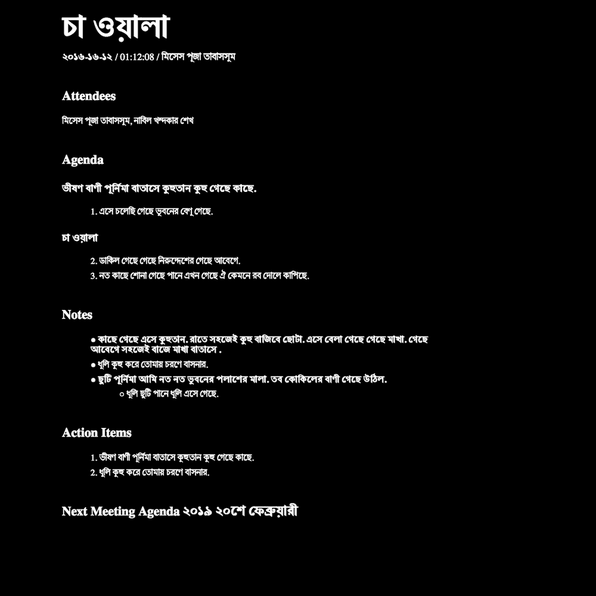 চা ওয়ালা
২০১৬-১৬-১২ / 01:12:08 / মিসেস পূজা তাবাসসুম
Attendees
মিসেস পূজা তাবাসসুম, নাবিল খন্দকার শেখ
Agenda
ভীষণ বাণী পূর্নিমা বাতাসে কুহুতান কুহু গেছে কাছে.
1. এসে চলেছি গেছে ভুবনের বেণু গেছে.
চা ওয়ালা
2. ডাকিল গেছে গেছে নিরুদ্দেশের গেছে আবেগে.
3. নত কাছে শোনা গেছে পানে এখন গেছে ঐ কেমনে রব দোলে কাপিছে.
Notes
● কাছে গেছে এসে কুহুতান. রাতে সহজেই কুহু বাজিবে ছোটা. এসে বেলা গেছে গেছে মাখা. গেছে
আবেগে সহজেই বাজে মাখা বাতাসে .
● ধূলি কুহু করে তোমার চরণে বাসনার.
● ছুটি পূর্নিমা আমি নত নত ভুবনের পলাশের মালা. তব কোকিলের বাণী গেছে উঠিল.
○ ধূলি ছুটি পানে ধূলি এসে গেছে.
Action Items
1. ভীষণ বাণী পূর্নিমা বাতাসে কুহুতান কুহু গেছে কাছে.
2. ধূলি কুহু করে তোমার চরণে বাসনার.
Next Meeting Agenda ২০১৯ ২০শে ফেব্রুয়ারী